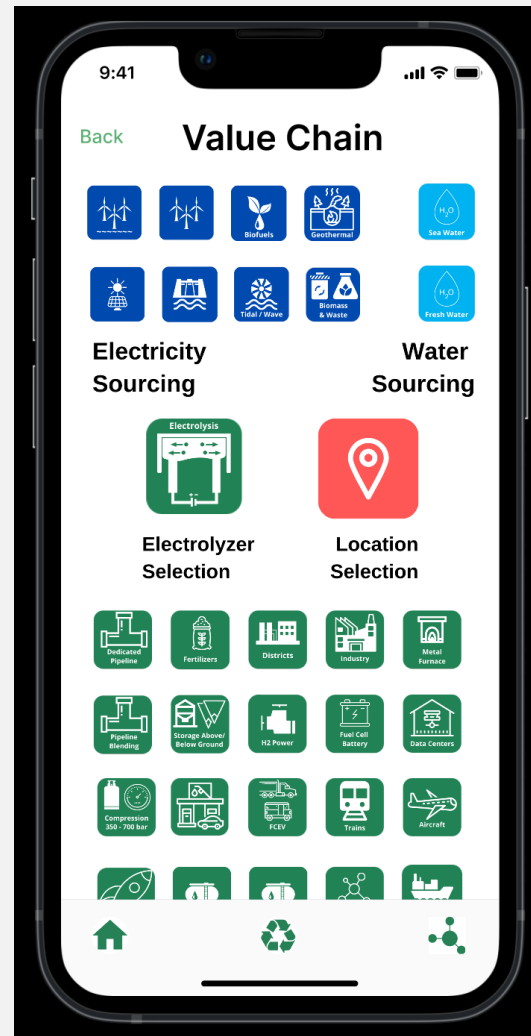 9:41
Back
Value Chain
Biofuels
Geothermal
H₂O
Sea Water
Tidal / Wave
Biomass
& Waste
H₂O
Fresh Water
Electricity
Sourcing
Water
Sourcing
Electrolysis
Electrolyzer
Selection
Location
Selection
Dedicated
Pipeline
Fertilizers
Districts
Industry
Metal
Furnace
Pipeline
Blending
Storage Above/
Below Ground
H2 Power
Fuel Cell
Battery
Data Centers
Compression
350 - 700 bar
FCEV
Trains
Aircraft